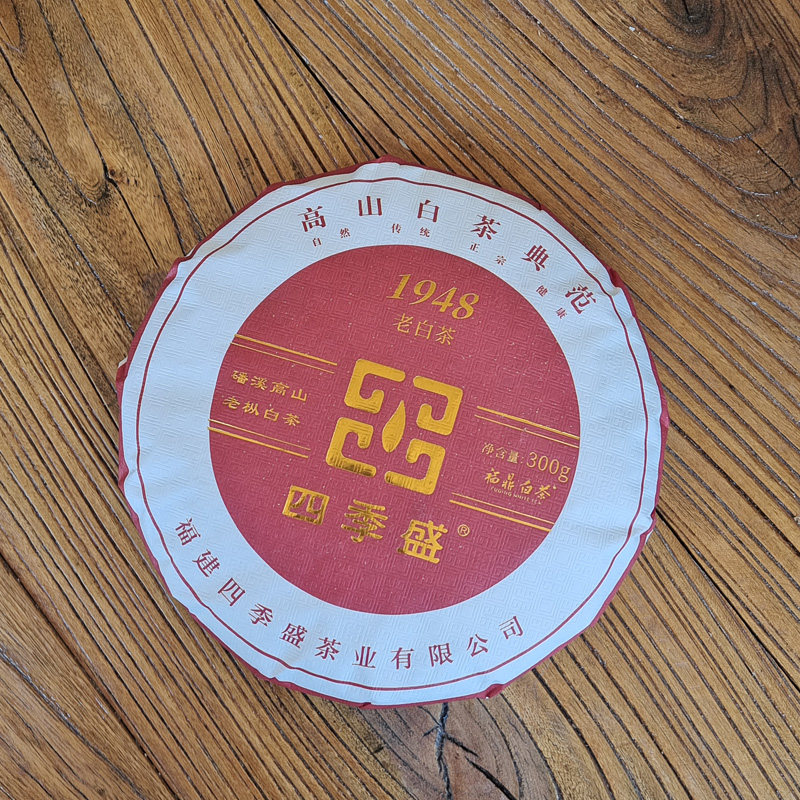 高山白茶典范
自然 传统 正宗 健康
1948
老白茶
磻溪高山
老枞白茶
净含量:300g
福鼎白茶
FUDING WHITE TEA
四季盛®
福建四季盛茶业有限公司